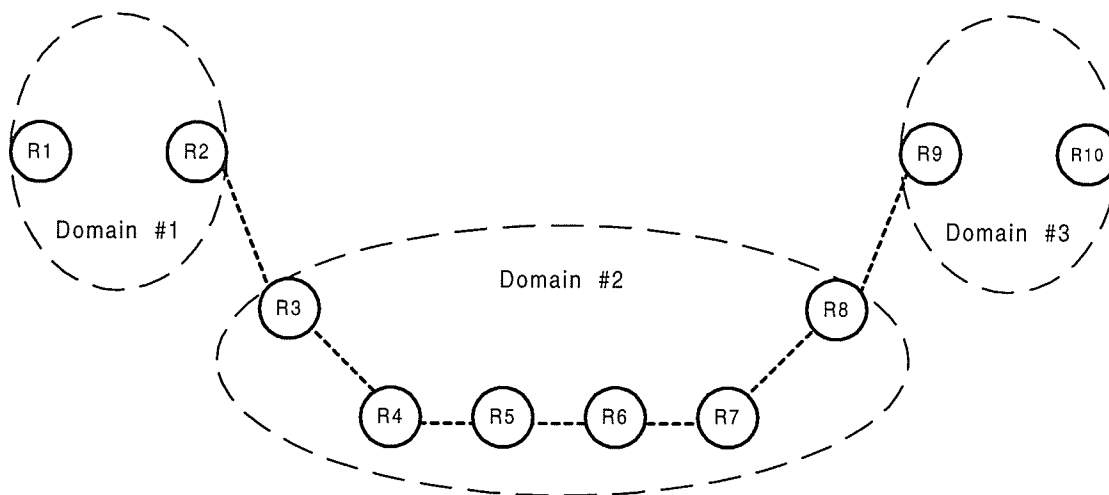 R1
R2
Domain #1
R9
R10
Domain #3
Domain #2
R3
R8
R4
R5
R6
R7